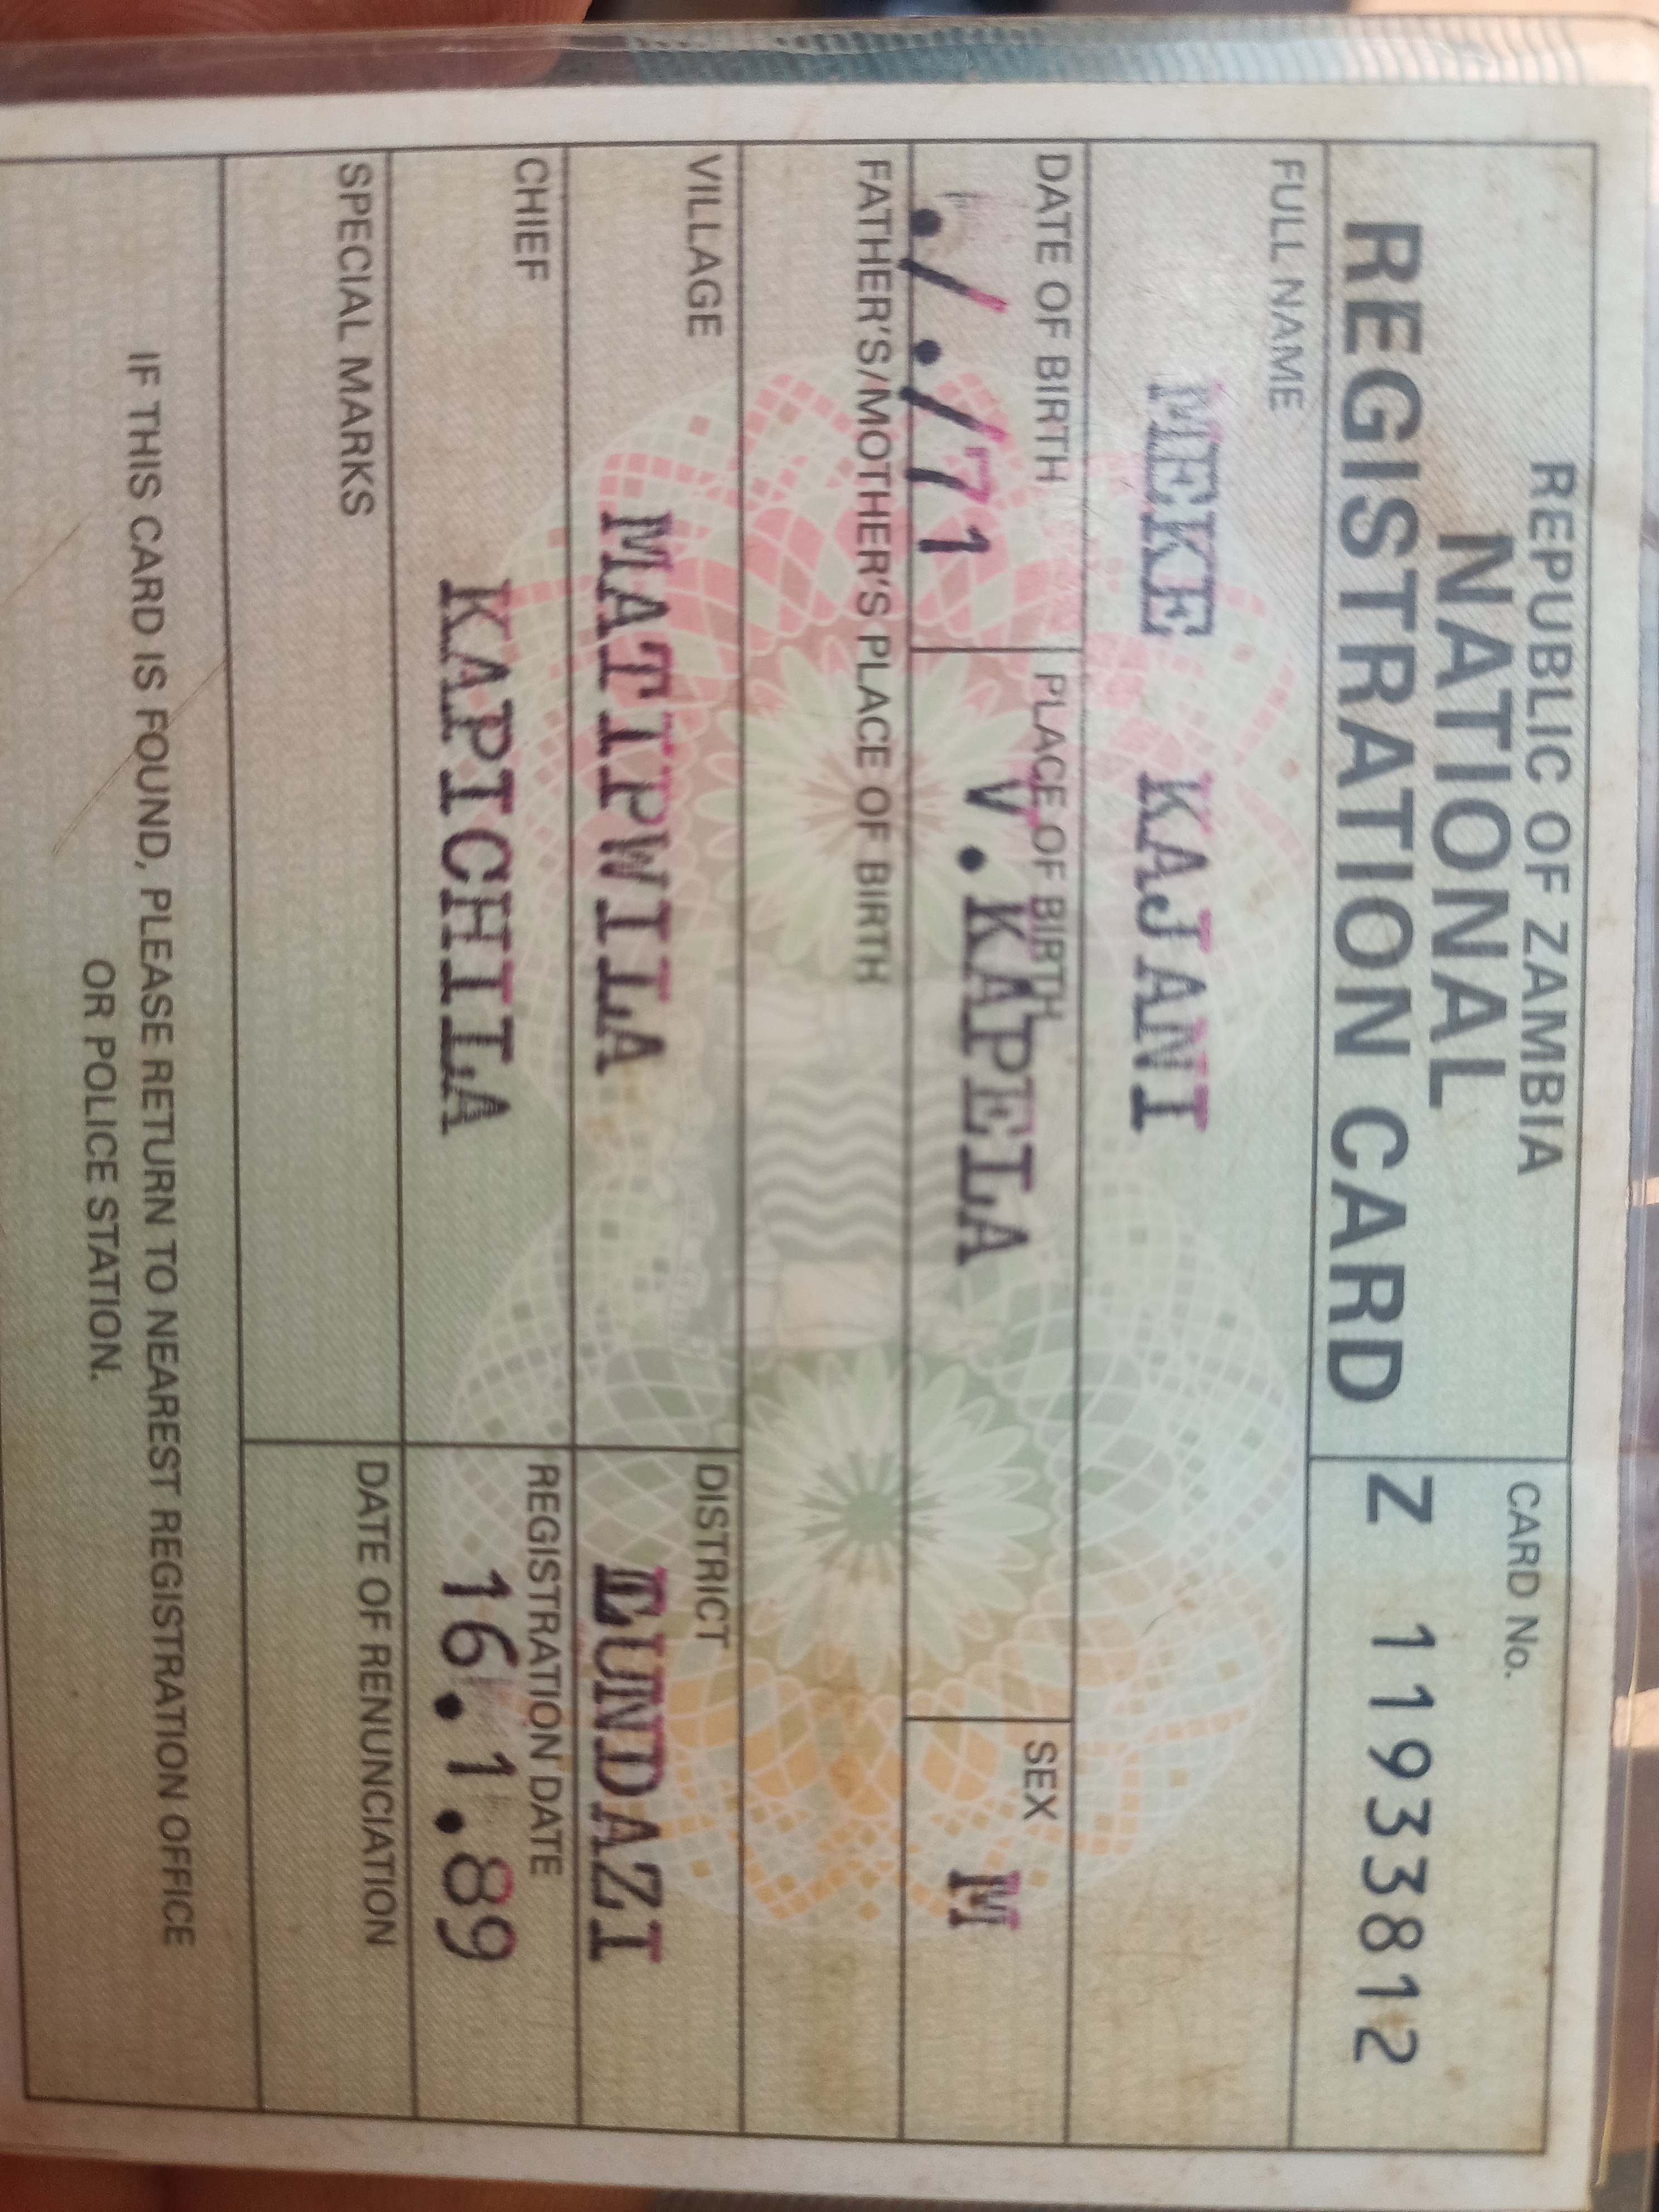 REPUBLIC OF ZAMBIA
NATIONAL
REGISTRATION CARD
CARD No.
Z 11933812
FULL NAME
MEKE KAJANI
DATE OF BIRTH
./ ./71
PLACE OF BIRTH
V.KAPELA
SEX
M
FATHER'S/MOTHER'S PLACE OF BIRTH
VILLAGE
MATIPWILA
DISTRICT
LUNDAZI
CHIEF
KAPICHILA
REGISTRATION DATE
16.1.89
SPECIAL MARKS
DATE OF RENUNCIATION
IF THIS CARD IS FOUND, PLEASE RETURN TO NEAREST REGISTRATION OFFICE
OR POLICE STATION.